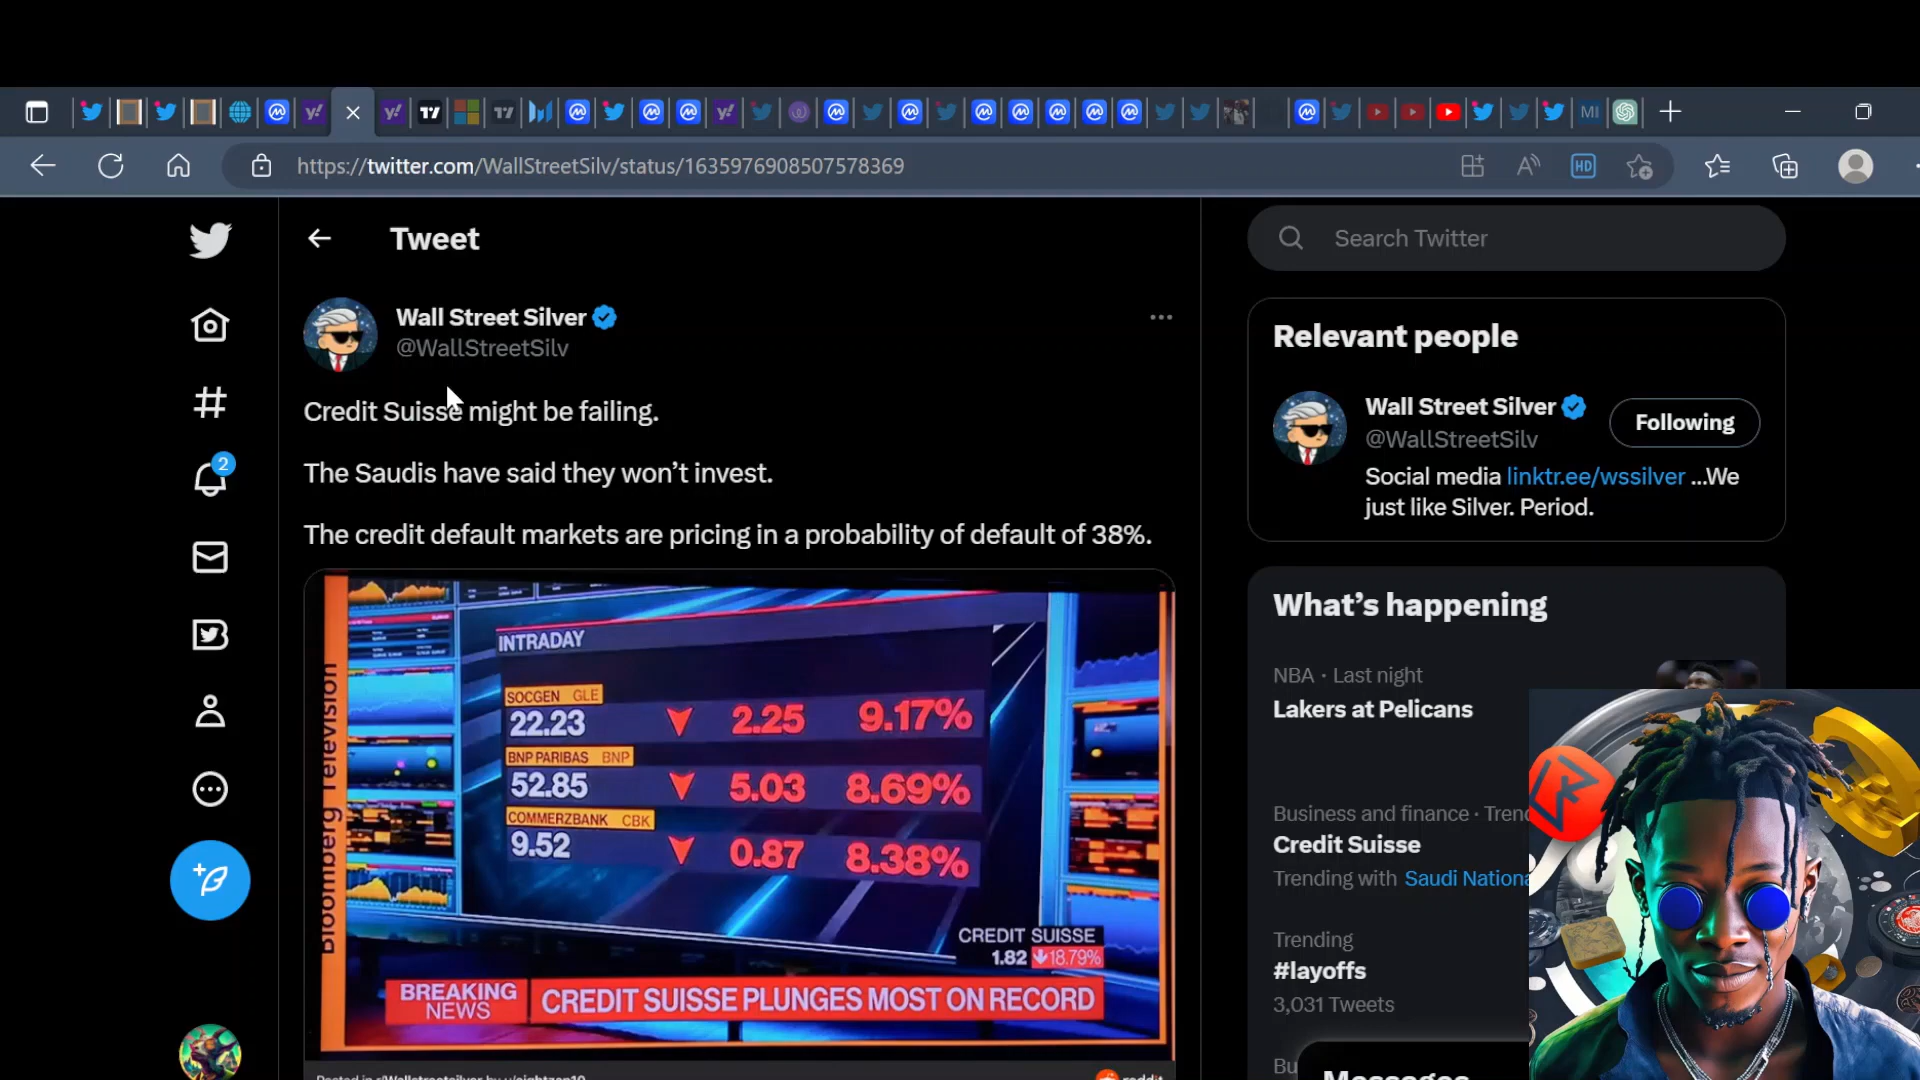 https://twitter.com/WallStreetSilv/status/1635976908507578369
HD
Tweet
Search Twitter
Wall Street Silver
@WallStreetSilv
Credit Suisse might be failing.
The Saudis have said they won’t invest.
The credit default markets are pricing in a probability of default of 38%.
2
Bloomberg Television
INTRADAY
SOCGEN GLE
22.23 2.25 9.17%
BNP PARIBAS BNP
52.85 5.03 8.69%
COMMERZBANK CBK
9.52 0.87 8.38%
CREDIT SUISSE
1.82 18.79%
BREAKING
NEWS
CREDIT SUISSE PLUNGES MOST ON RECORD
reddit
Relevant people
Wall Street Silver
@WallStreetSilv
Following
Social media linktr.ee/wssilver ...We
just like Silver. Period.
What’s happening
NBA · Last night
Lakers at Pelicans
Business and finance · Trend
Credit Suisse
Trending with Saudi Nationa
Trending
#layoffs
3,031 Tweets
Bu
Messages